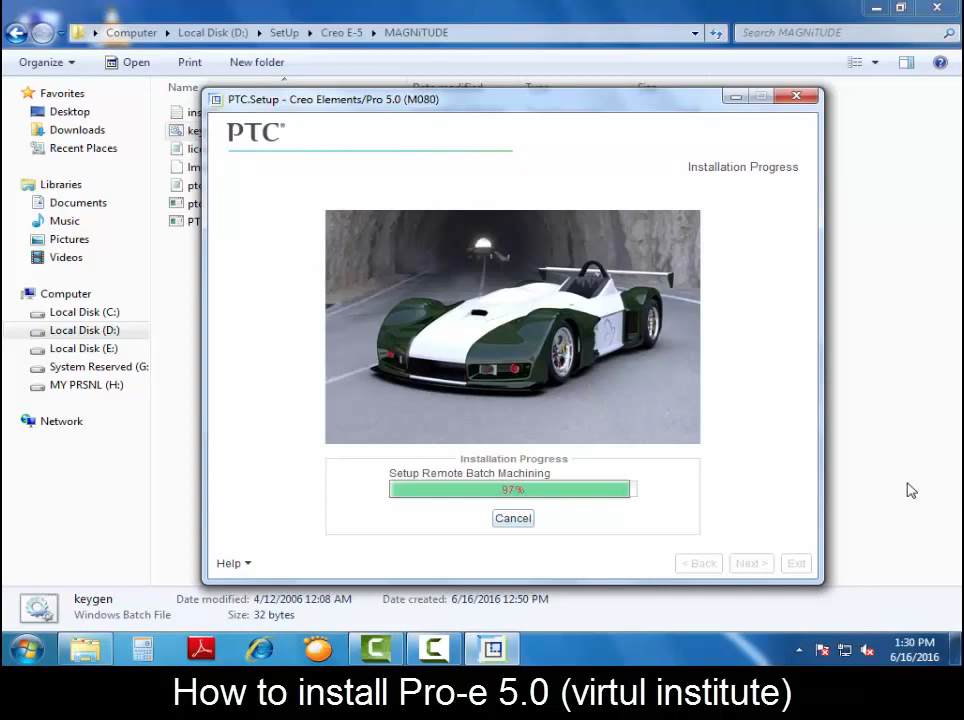 Computer Local Disk (D:) SetUp Creo E-5 MAGNiTUDE Search MAGNiTUDE
Organize Open Print New folder
Favorites
Desktop
Downloads
Recent Places
Libraries
Documents
Music
Pictures
Videos
Computer
Local Disk (C:)
Local Disk (D:)
Local Disk (E:)
System Reserved (G:
MY PRSNL (H:)
Network
Name
PTC.Setup - Creo Elements/Pro 5.0 (M080)
PTC®
Installation Progress
Installation Progress
Setup Remote Batch Machining
97%
Cancel
Help < Back Next > Exit
keygen Date modified: 4/12/2006 12:08 AM Date created: 6/16/2016 12:50 PM
Windows Batch File Size: 32 bytes
1:30 PM
6/16/2016
How to install Pro-e 5.0 (virtul institute)